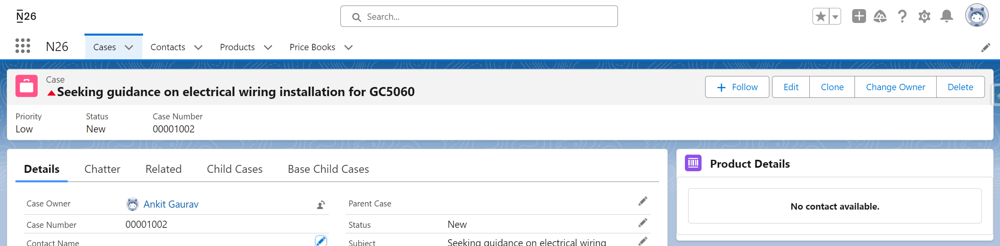 N26
Search...
N26
Cases
Contacts
Products
Price Books
Case
Seeking guidance on electrical wiring installation for GC5060
Follow
Edit
Clone
Change Owner
Delete
Priority
Low
Status
New
Case Number
00001002
Details
Chatter
Related
Child Cases
Base Child Cases
Case Owner
Ankit Gaurav
Case Number
00001002
Contact Name
Parent Case
Status
New
Subject
Seeking guidance on electrical wiring
Product Details
No contact available.